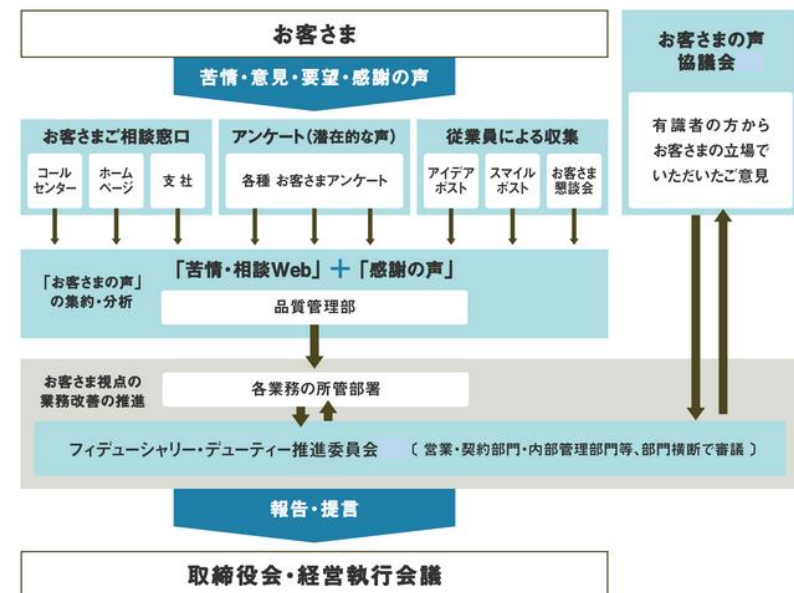 お客さま
苦情・意見・要望・感謝の声
お客さまの声
協議会
有識者の方から
お客さまの立場で
いただいたご意見
お客さまご相談窓口
コール
センター
ホーム
ページ
支社
アンケート(潜在的な声)
各種 お客さまアンケート
従業員による収集
アイデア
ポスト
スマイル
ポスト
お客さま
懇談会
「お客さまの声」
の集約・分析
「苦情・相談Web」+「感謝の声」
品質管理部
お客さま視点の
業務改善の推進
各業務の所管部署
フィデューシャリー・デューティー推進委員会 〔 営業・契約部門・内部管理部門等、部門横断で審議 〕
報告・提言
取締役会・経営執行会議